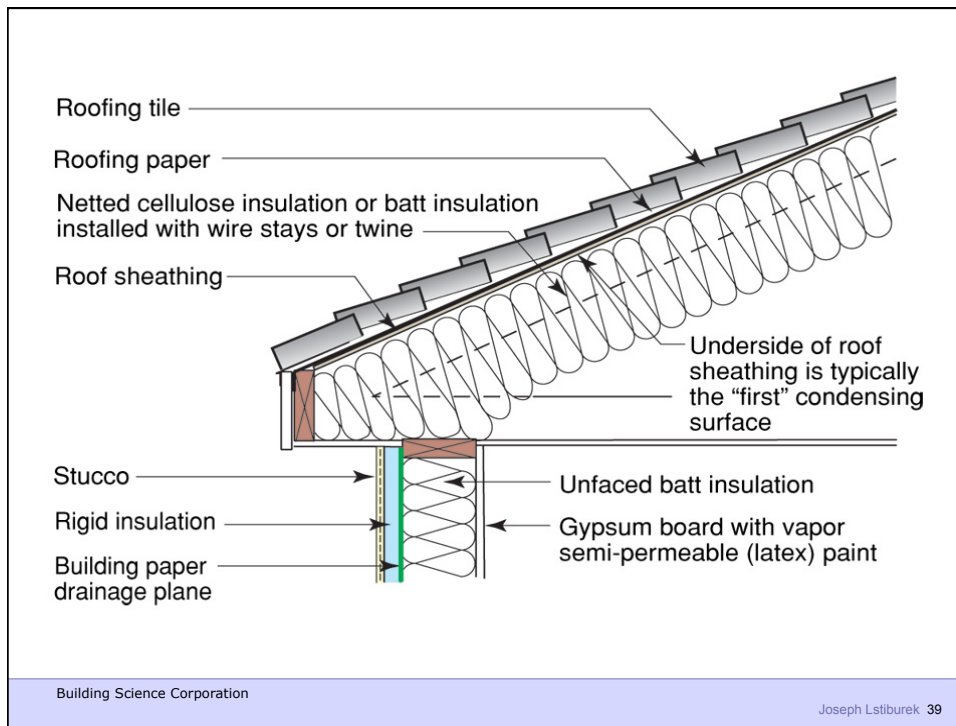 Roofing tile
Roofing paper
Netted cellulose insulation or batt insulation
installed with wire stays or twine
Roof sheathing
Underside of roof
sheathing is typically
the “first” condensing
surface
Stucco
Rigid insulation
Building paper
drainage plane
Unfaced batt insulation
Gypsum board with vapor
semi-permeable (latex) paint
Building Science Corporation
Joseph Lstiburek 39